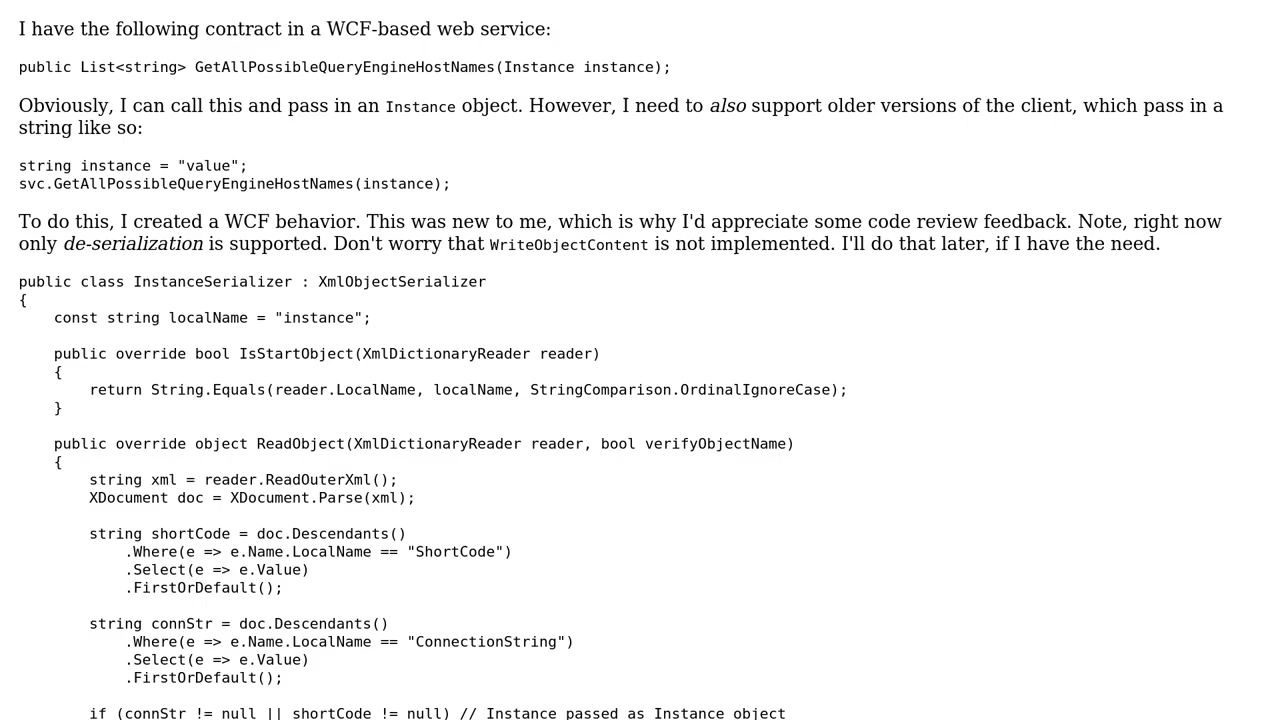 I have the following contract in a WCF-based web service:
public List<string> GetAllPossibleQueryEngineHostNames(Instance instance);
Obviously, I can call this and pass in an Instance object. However, I need to also support older versions of the client, which pass in a
string like so:
string instance = "value";
svc.GetAllPossibleQueryEngineHostNames(instance);
To do this, I created a WCF behavior. This was new to me, which is why I'd appreciate some code review feedback. Note, right now
only de-serialization is supported. Don't worry that WriteObjectContent is not implemented. I'll do that later, if I have the need.
public class InstanceSerializer : XmlObjectSerializer
{
    const string localName = "instance";
    public override bool IsStartObject(XmlDictionaryReader reader)
    {
        return String.Equals(reader.LocalName, localName, StringComparison.OrdinalIgnoreCase);
    }
    public override object ReadObject(XmlDictionaryReader reader, bool verifyObjectName)
    {
        string xml = reader.ReadOuterXml();
        XDocument doc = XDocument.Parse(xml);
        string shortCode = doc.Descendants()
            .Where(e => e.Name.LocalName == "ShortCode")
            .Select(e => e.Value)
            .FirstOrDefault();
        string connStr = doc.Descendants()
            .Where(e => e.Name.LocalName == "ConnectionString")
            .Select(e => e.Value)
            .FirstOrDefault();
        if (connStr != null || shortCode != null) // Instance passed as Instance object